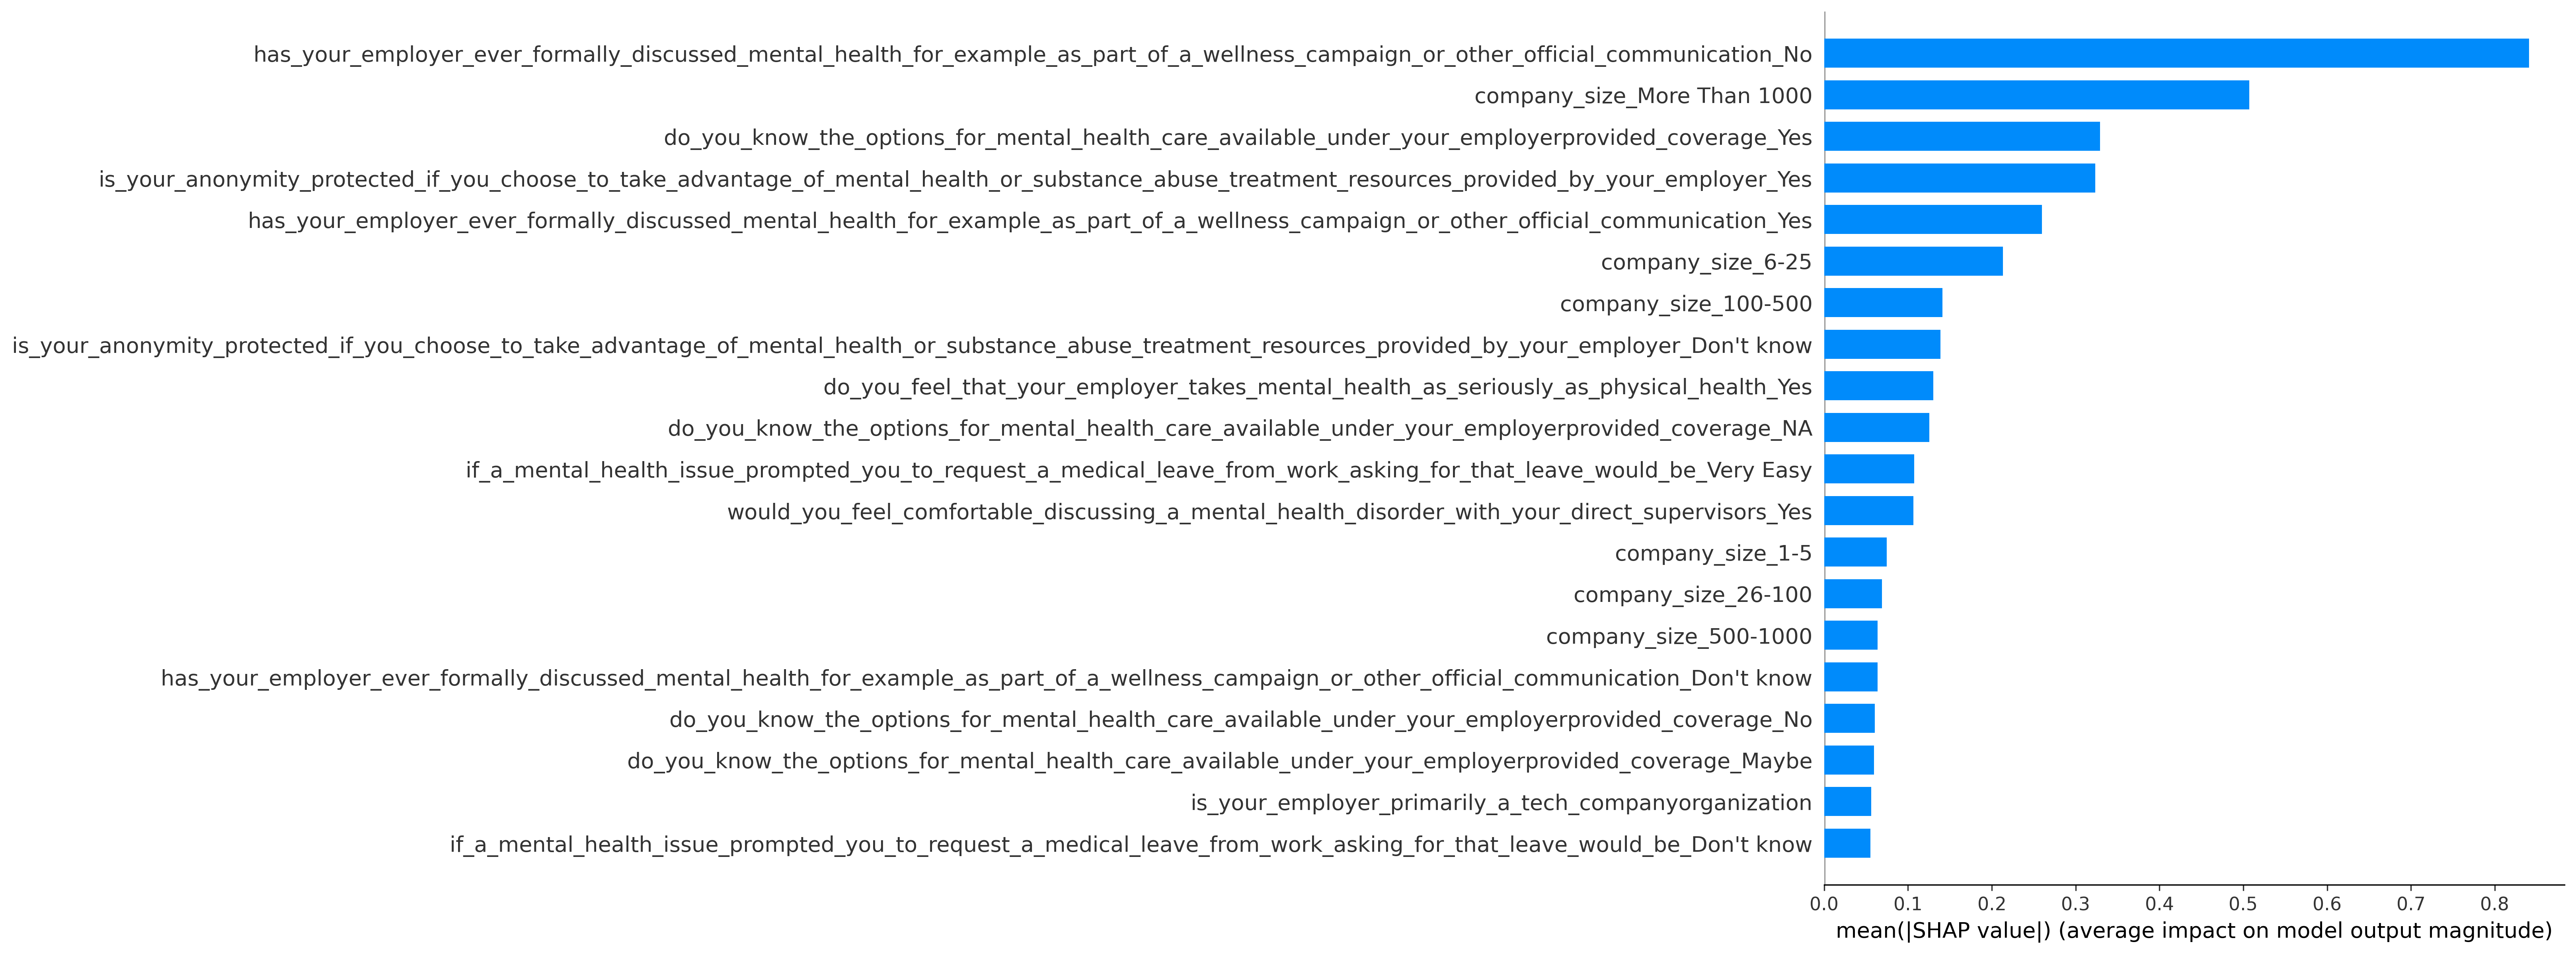 has_your_employer_ever_formally_discussed_mental_health_for_example_as_part_of_a_wellness_campaign_or_other_official_communication_No
company_size_More Than 1000
do_you_know_the_options_for_mental_health_care_available_under_your_employerprovided_coverage_Yes
is_your_anonymity_protected_if_you_choose_to_take_advantage_of_mental_health_or_substance_abuse_treatment_resources_provided_by_your_employer_Yes
has_your_employer_ever_formally_discussed_mental_health_for_example_as_part_of_a_wellness_campaign_or_other_official_communication_Yes
company_size_6-25
company_size_100-500
is_your_anonymity_protected_if_you_choose_to_take_advantage_of_mental_health_or_substance_abuse_treatment_resources_provided_by_your_employer_Don't know
do_you_feel_that_your_employer_takes_mental_health_as_seriously_as_physical_health_Yes
do_you_know_the_options_for_mental_health_care_available_under_your_employerprovided_coverage_NA
if_a_mental_health_issue_prompted_you_to_request_a_medical_leave_from_work_asking_for_that_leave_would_be_Very Easy
would_you_feel_comfortable_discussing_a_mental_health_disorder_with_your_direct_supervisors_Yes
company_size_1-5
company_size_26-100
company_size_500-1000
has_your_employer_ever_formally_discussed_mental_health_for_example_as_part_of_a_wellness_campaign_or_other_official_communication_Don't know
do_you_know_the_options_for_mental_health_care_available_under_your_employerprovided_coverage_No
do_you_know_the_options_for_mental_health_care_available_under_your_employerprovided_coverage_Maybe
is_your_employer_primarily_a_tech_companyorganization
if_a_mental_health_issue_prompted_you_to_request_a_medical_leave_from_work_asking_for_that_leave_would_be_Don't know
0.0 0.1 0.2 0.3 0.4 0.5 0.6 0.7 0.8
mean(|SHAP value|) (average impact on model output magnitude)